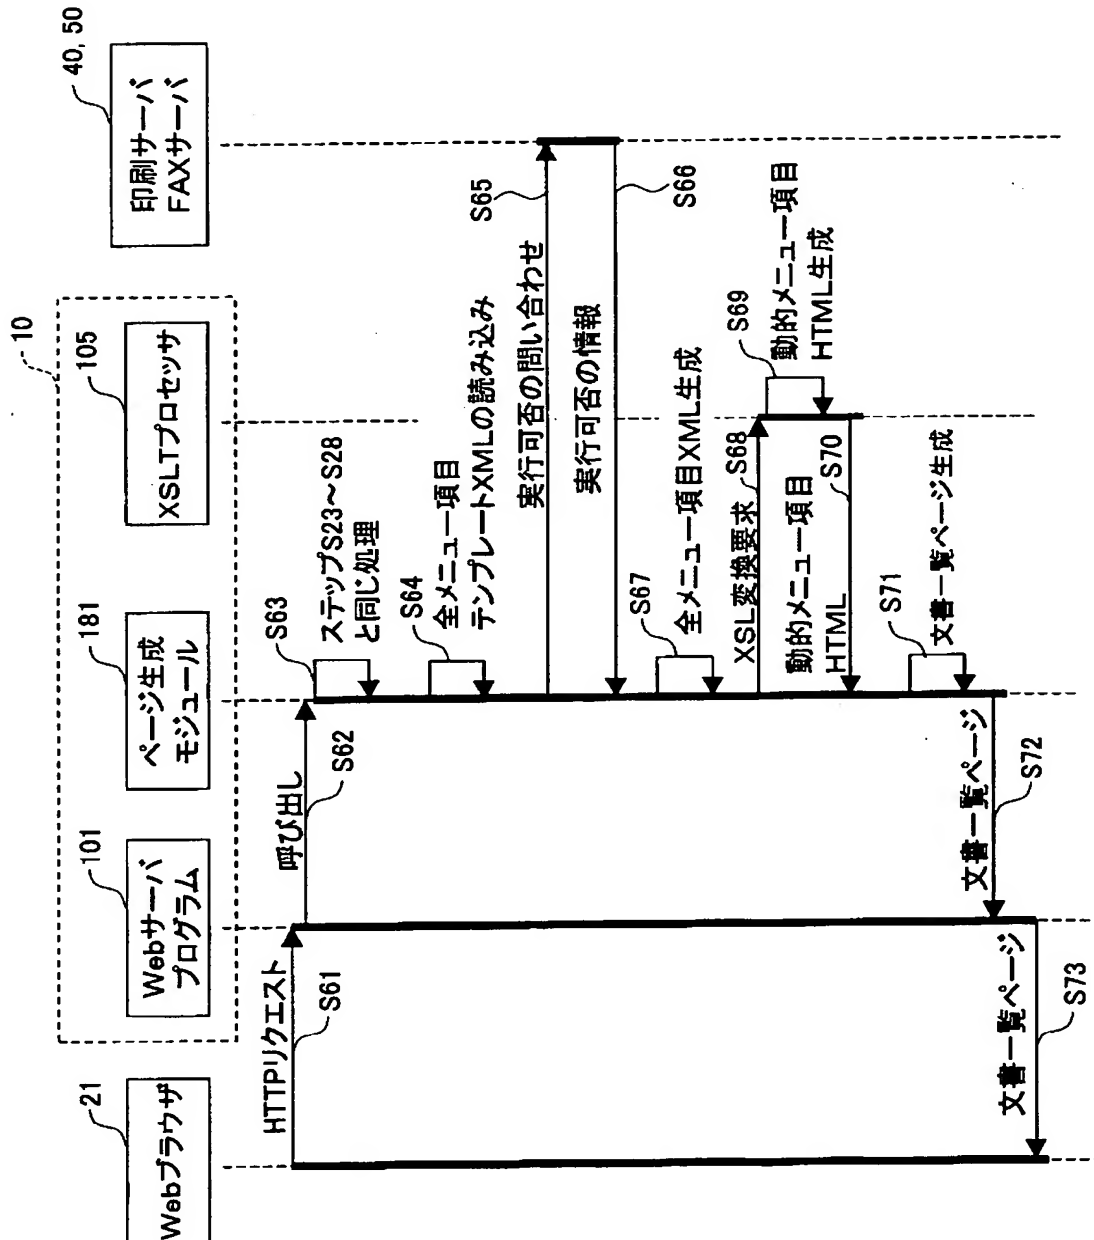 10
21
Webブラウザ
101
Webサーバ
プログラム
181
ページ生成
モジュール
105
XSLTプロセッサ
40, 50
印刷サーバ
FAXサーバ
HTTPリクエスト
S61
呼び出し
S62
S63
ステップS23～S28
と同じ処理
S64
全メニュー項目
テンプレートXMLの読み込み
実行可否の問い合わせ
S65
実行可否の情報
S66
S67
全メニュー項目XML生成
XSL変換要求
S68
S69
動的メニュー項目
HTML生成
動的メニュー項目
HTML
S70
S71
文書一覧ページ生成
文書一覧ページ
S72
文書一覧ページ
S73